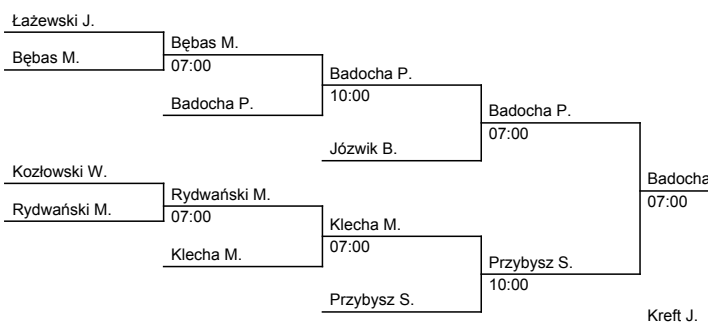 Łażewski J.
Bębas M.
Bębas M.
07:00
Badocha P.
Badocha P.
10:00
Józwik B.
Badocha P.
07:00
Kozłowski W.
Rydwański M.
Rydwański M.
07:00
Klecha M.
Klecha M.
07:00
Przybysz S.
Przybysz S.
10:00
Badocha
07:00
Kreft J.